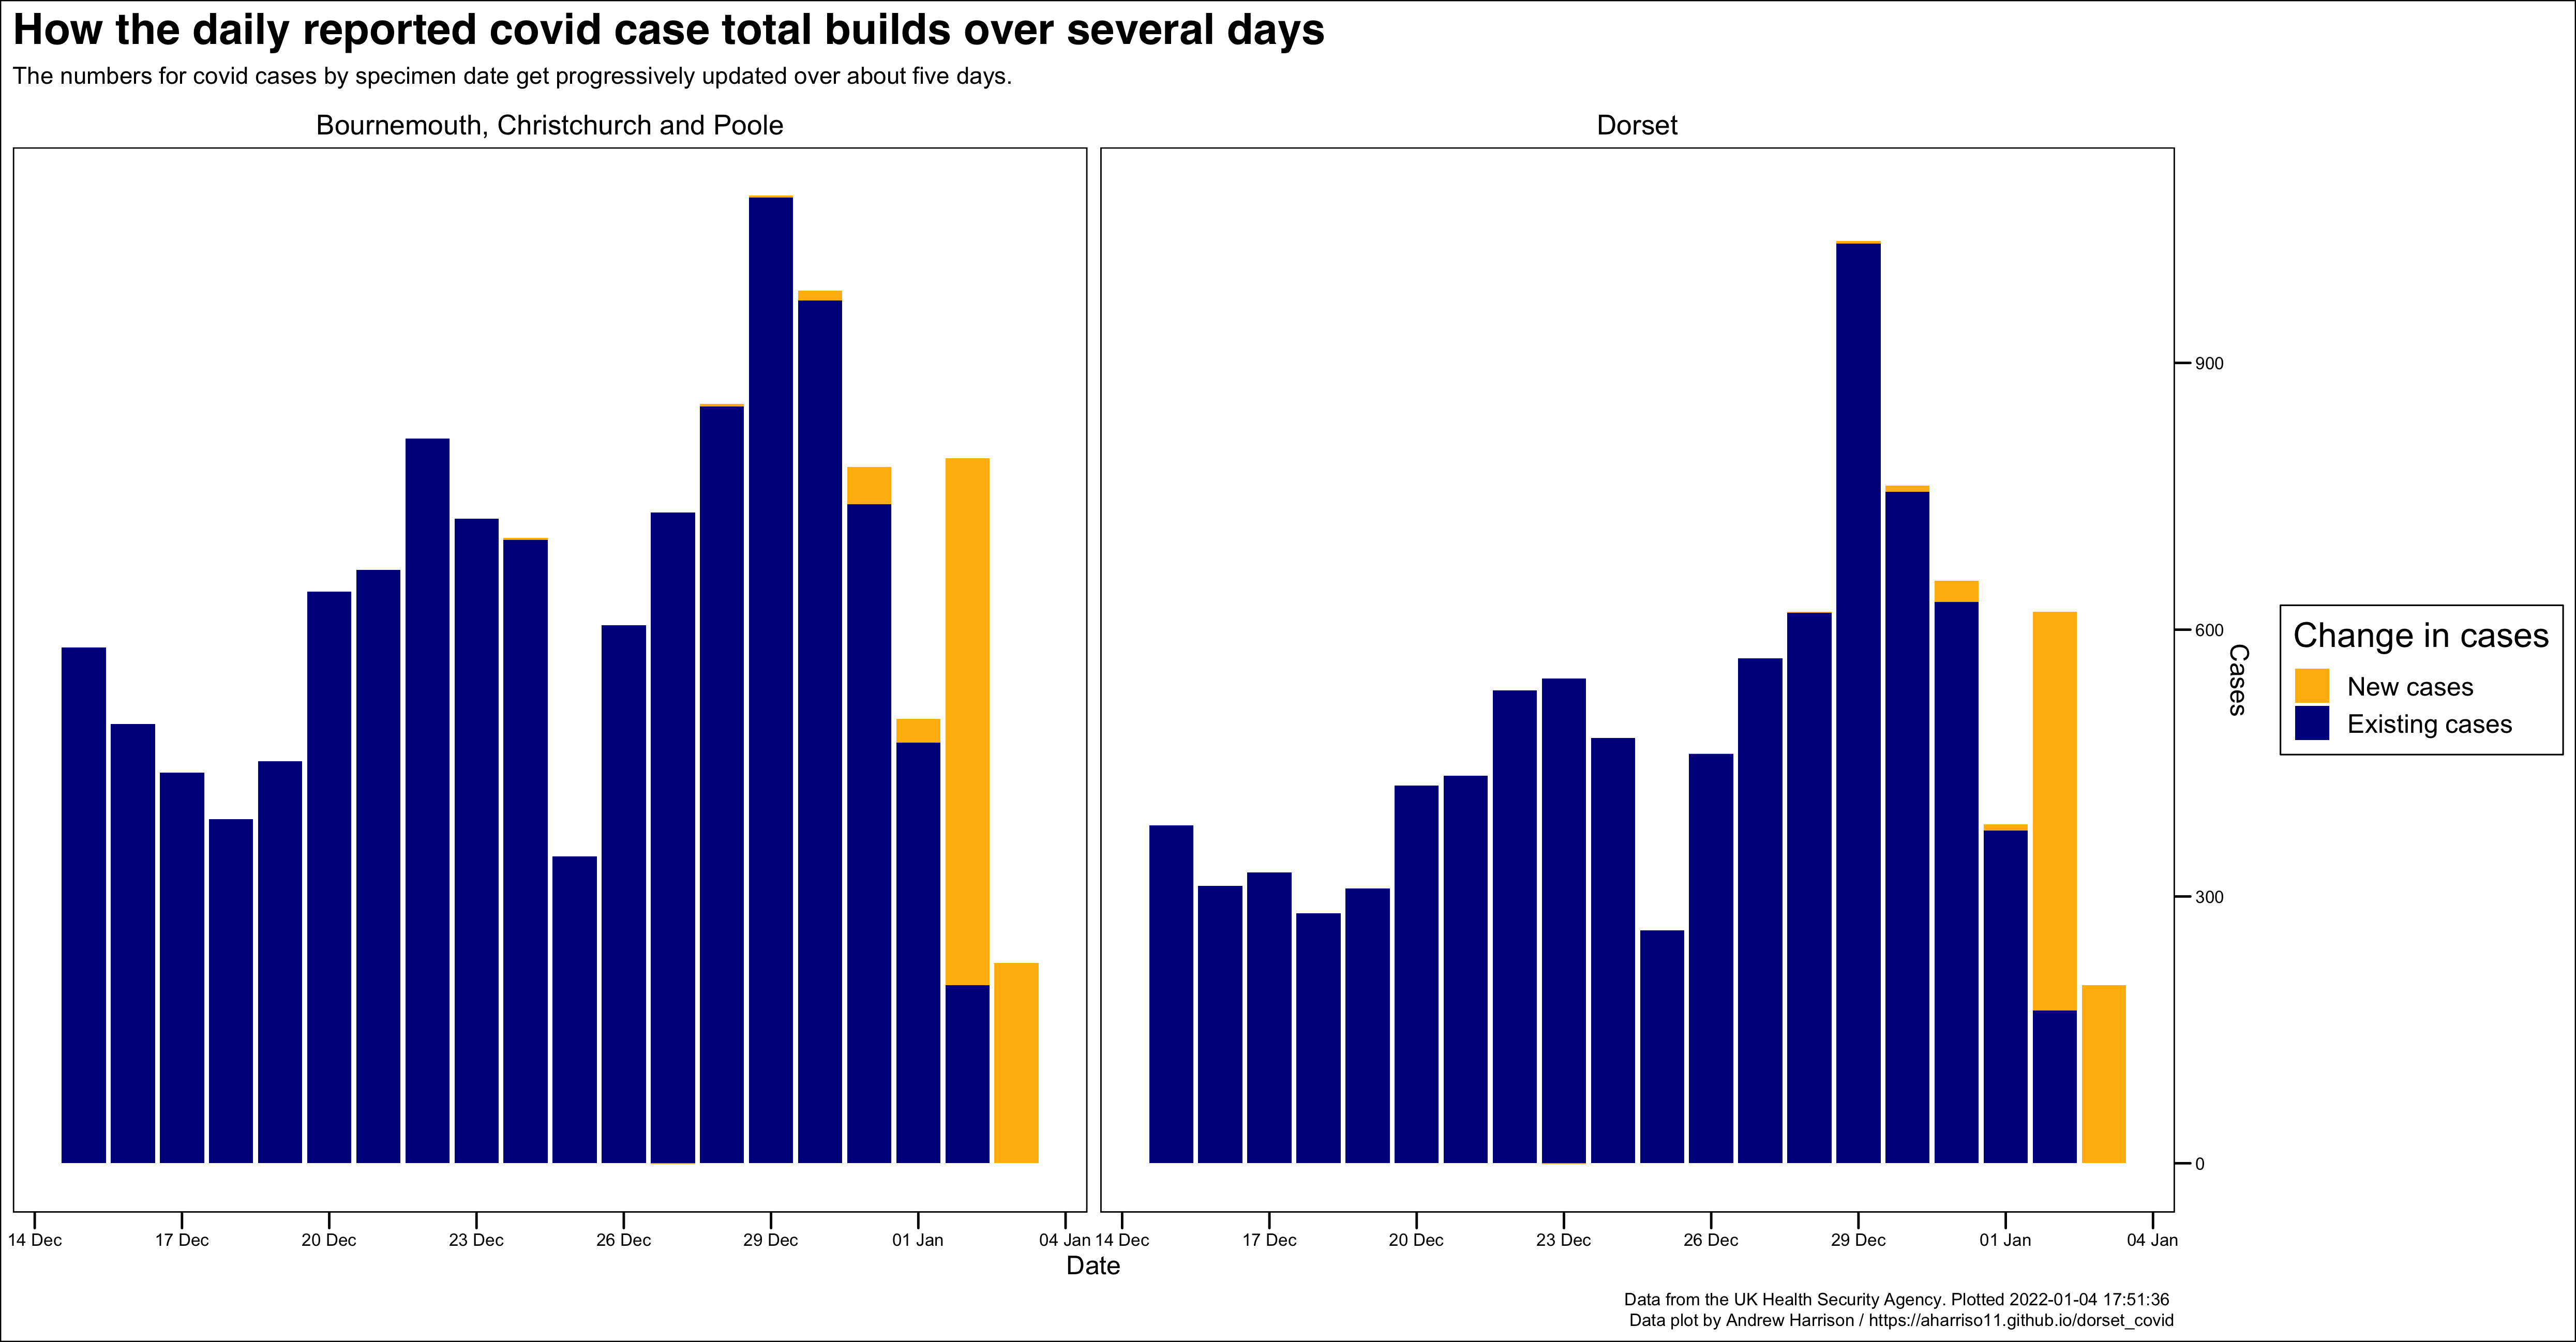 How the daily reported covid case total builds over several days
The numbers for covid cases by specimen date get progressively updated over about five days.
Bournemouth, Christchurch and Poole
Dorset
900
600
300
0
Cases
Change in cases
New cases
Existing cases
14 Dec 17 Dec 20 Dec 23 Dec 26 Dec 29 Dec 01 Jan 04 Jan 14 Dec 17 Dec 20 Dec 23 Dec 26 Dec 29 Dec 01 Jan 04 Jan
Date
Data from the UK Health Security Agency. Plotted 2022-01-04 17:51:36
Data plot by Andrew Harrison / https://aharriso11.github.io/dorset_covid